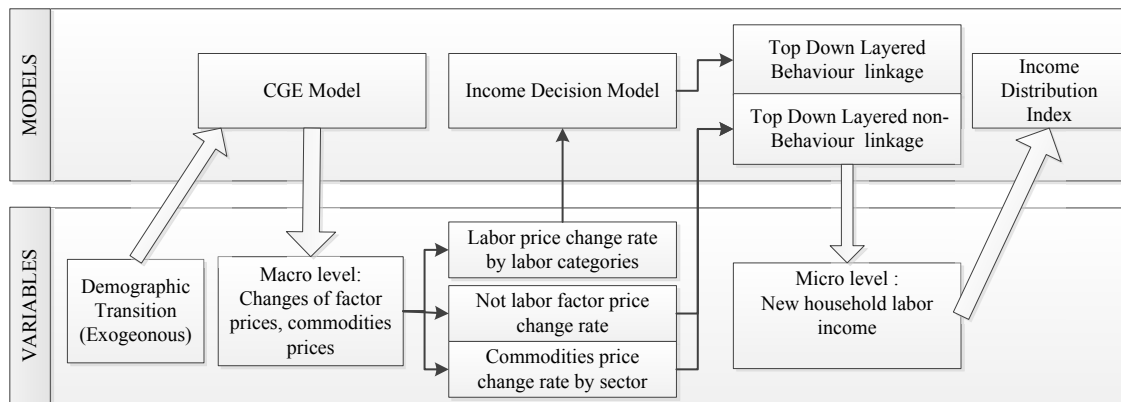 MODELS
CGE Model
Income Decision Model
Top Down Layered
Behaviour linkage
Top Down Layered non-
Behaviour linkage
Income
Distribution
Index
VARIABLES
Demographic
Transition
(Exogeonous)
Macro level:
Changes of factor
prices, commodities
prices
Labor price change rate
by labor categories
Not labor factor price
change rate
Commodities price
change rate by sector
Micro level :
New household labor
income